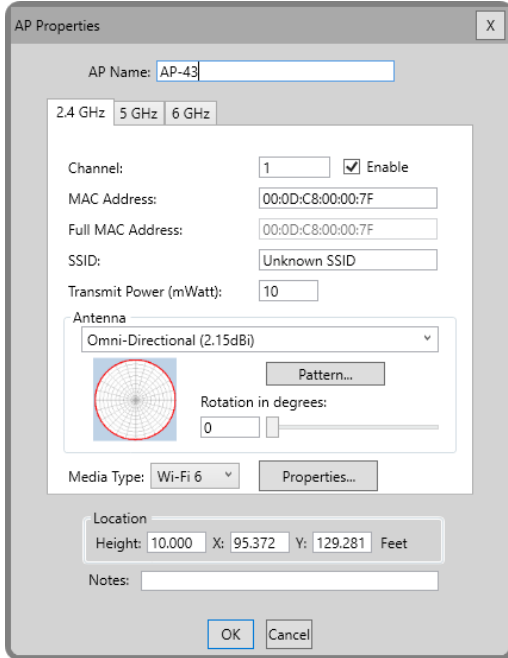 AP Properties X
AP Name: AP-43
2.4 GHz 5 GHz 6 GHz
Channel: 1 Enable
MAC Address: 00:0D:C8:00:00:7F
Full MAC Address: 00:0D:C8:00:00:7F
SSID: Unknown SSID
Transmit Power (mWatt): 10
Antenna
Omni-Directional (2.15dBi)
Pattern...
Rotation in degrees:
0
Media Type: Wi-Fi 6 Properties...
Location
Height: 10.000 X: 95.372 Y: 129.281 Feet
Notes:
OK Cancel